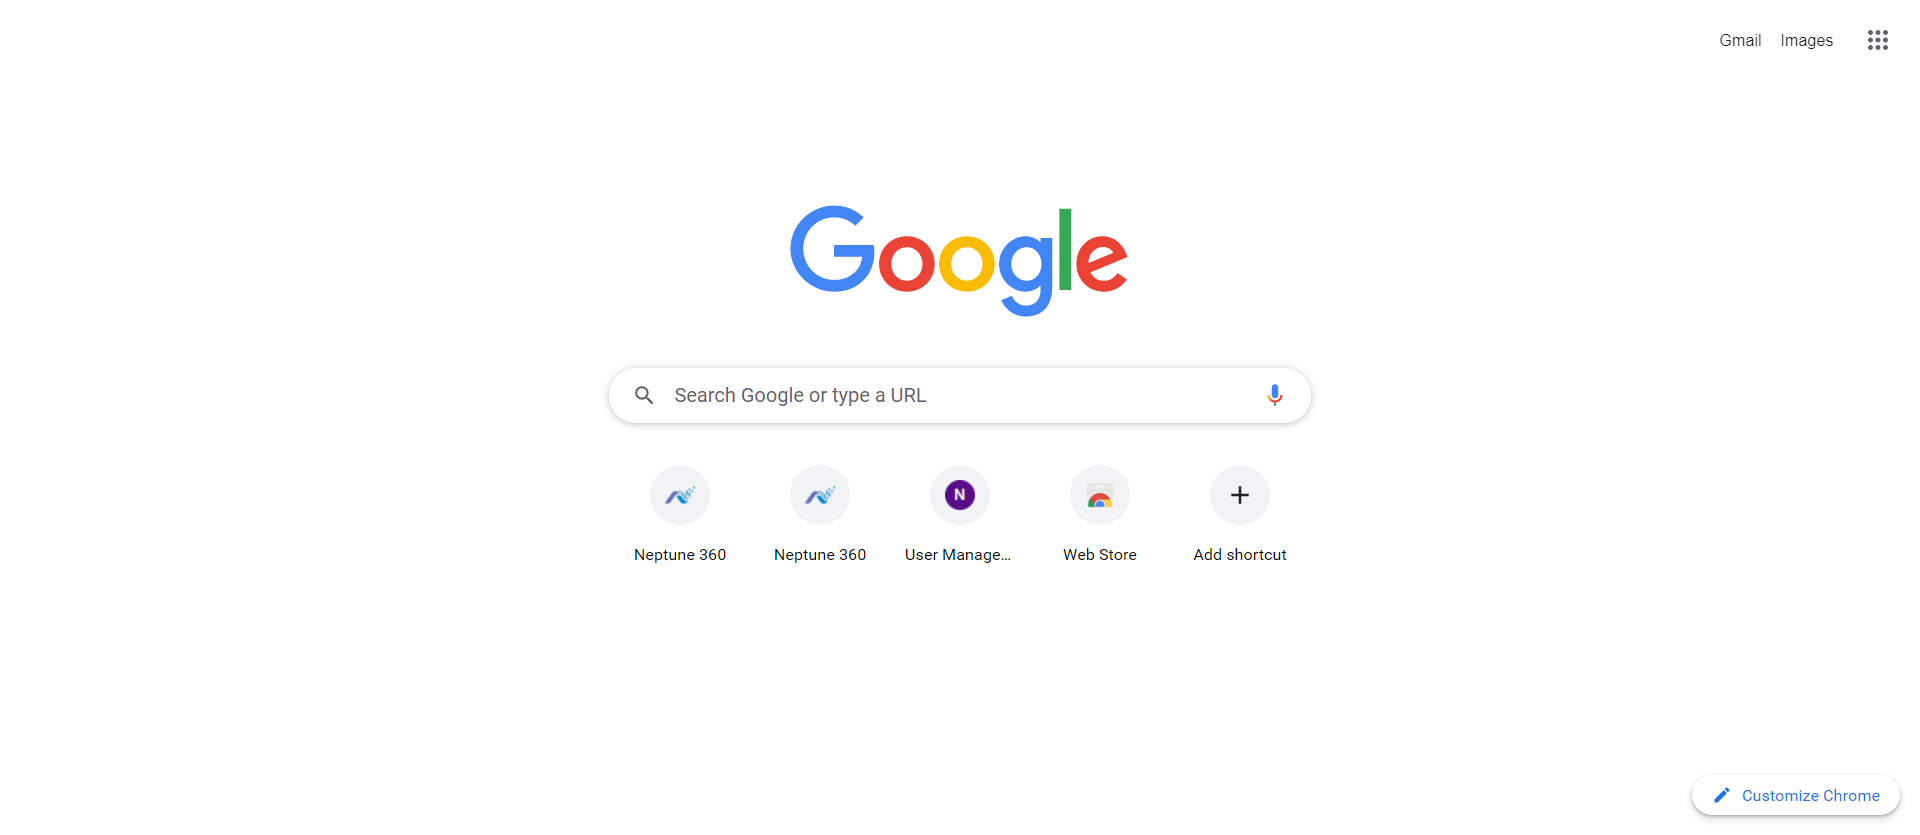 Gmail Images
Google
Search Google or type a URL
N
Neptune 360
Neptune 360
User Manage...
Web Store
Add shortcut
Customize Chrome